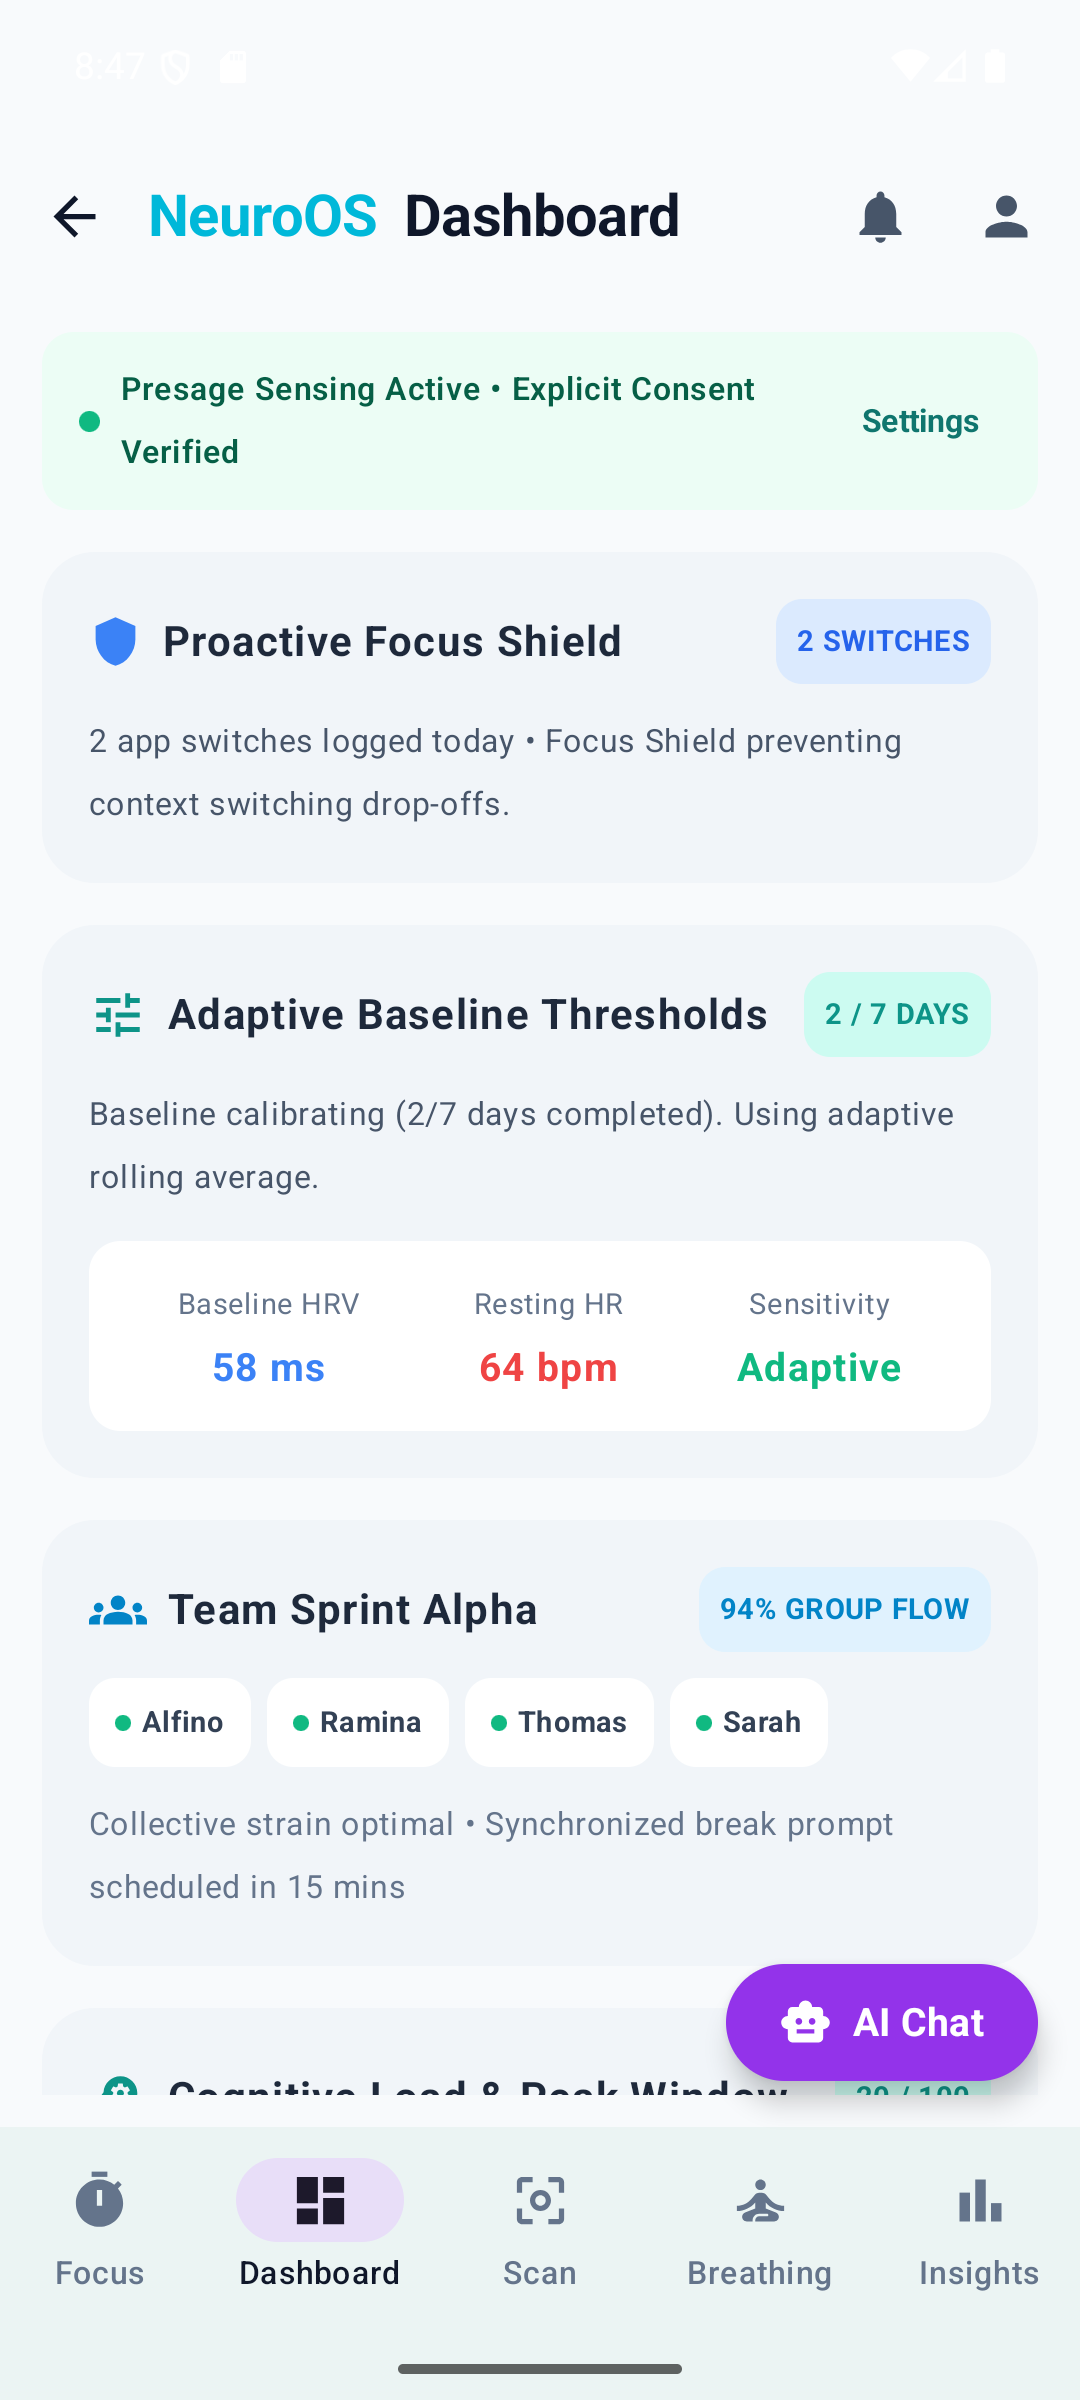 8:47
NeuroOS Dashboard
Presage Sensing Active • Explicit Consent
Verified
Settings
Proactive Focus Shield
2 SWITCHES
2 app switches logged today • Focus Shield preventing
context switching drop-offs.
Adaptive Baseline Thresholds
2 / 7 DAYS
Baseline calibrating (2/7 days completed). Using adaptive
rolling average.
Baseline HRV
Resting HR
Sensitivity
58 ms
64 bpm
Adaptive
Team Sprint Alpha
94% GROUP FLOW
Alfino
Ramina
Thomas
Sarah
Collective strain optimal • Synchronized break prompt
scheduled in 15 mins
AI Chat
Cognitive Load & Peak Window
Focus
Dashboard
Scan
Breathing
Insights